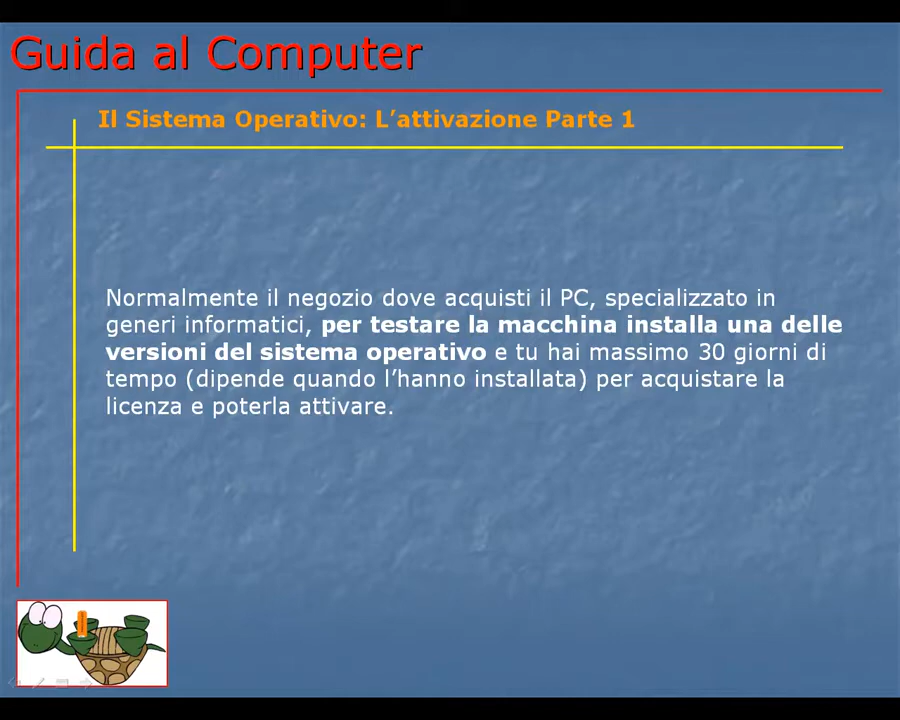 Guida al Computer
Il Sistema Operativo: L’attivazione Parte 1
Normalmente il negozio dove acquisti il PC, specializzato in
generi informatici, per testare la macchina installa una delle
versioni del sistema operativo e tu hai massimo 30 giorni di
tempo (dipende quando l’hanno installata) per acquistare la
licenza e poterla attivare.